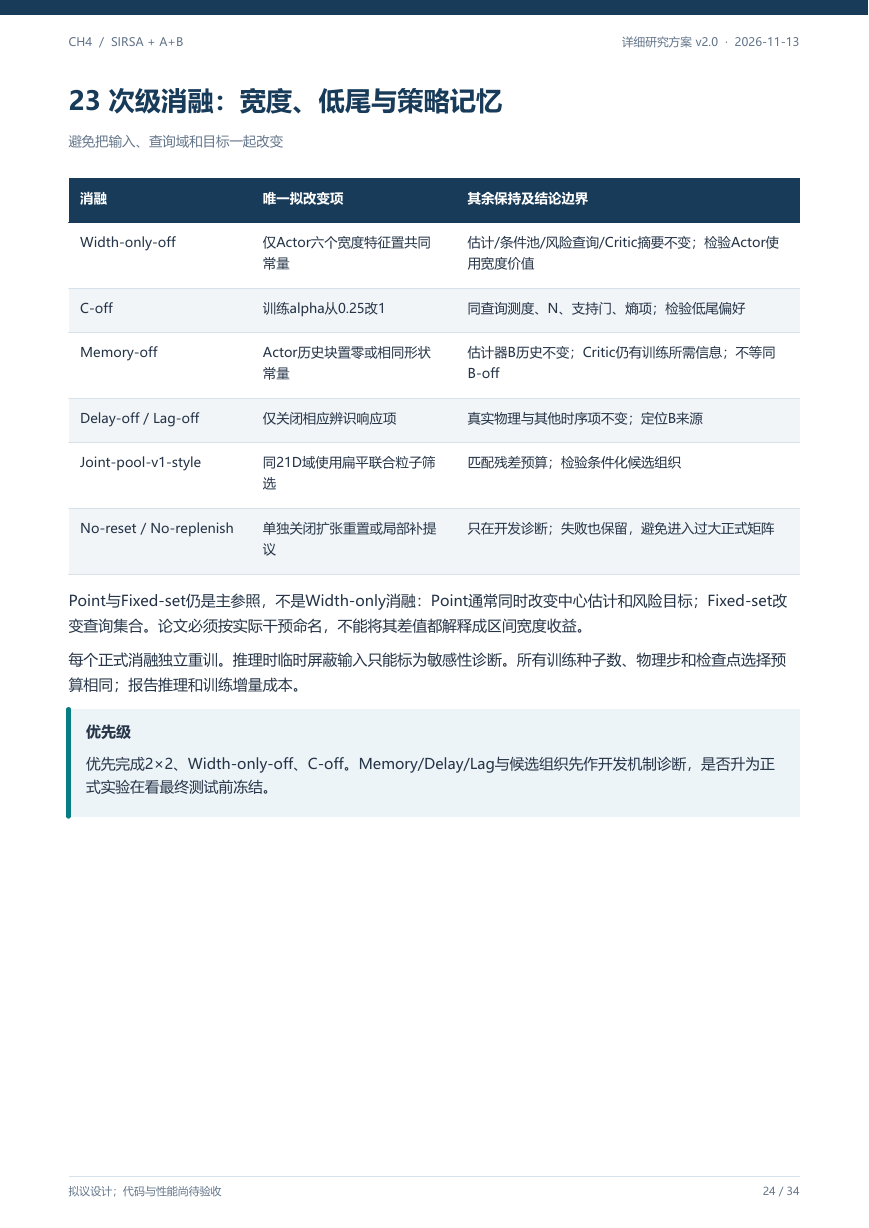 CH4 / SIRSA + A+B
详细研究方案 v2.0 · 2026-11-13
23 次级消融：宽度、低尾与策略记忆
避免把输入、查询域和目标一起改变
消融
唯一拟改变项
其余保持及结论边界
Width-only-off
仅Actor六个宽度特征置共同
常量
估计/条件池/风险查询/Critic摘要不变；检验Actor使
用宽度价值
C-off
训练alpha从0.25改1
同查询测度、N、支持门、熵项；检验低尾偏好
Memory-off
Actor历史块置零或相同形状
常量
估计器B历史不变；Critic仍有训练所需信息；不等同
B-off
Delay-off / Lag-off
仅关闭相应辨识响应项
真实物理与其他时序项不变；定位B来源
Joint-pool-v1-style
同21D域使用扁平联合粒子筛
选
匹配残差预算；检验条件化候选组织
No-reset / No-replenish
单独关闭扩张重置或局部补提
议
只在开发诊断；失败也保留，避免进入过大正式矩阵
Point与Fixed-set仍是主参照，不是Width-only消融：Point通常同时改变中心估计和风险目标；Fixed-set改
变查询集合。论文必须按实际干预命名，不能将其差值都解释成区间宽度收益。
每个正式消融独立重训。推理时临时屏蔽输入只能标为敏感性诊断。所有训练种子数、物理步和检查点选择预
算相同；报告推理和训练增量成本。
优先级
优先完成2×2、Width-only-off、C-off。Memory/Delay/Lag与候选组织先作开发机制诊断，是否升为正
式实验在看最终测试前冻结。
拟议设计；代码与性能尚待验收
24 / 34